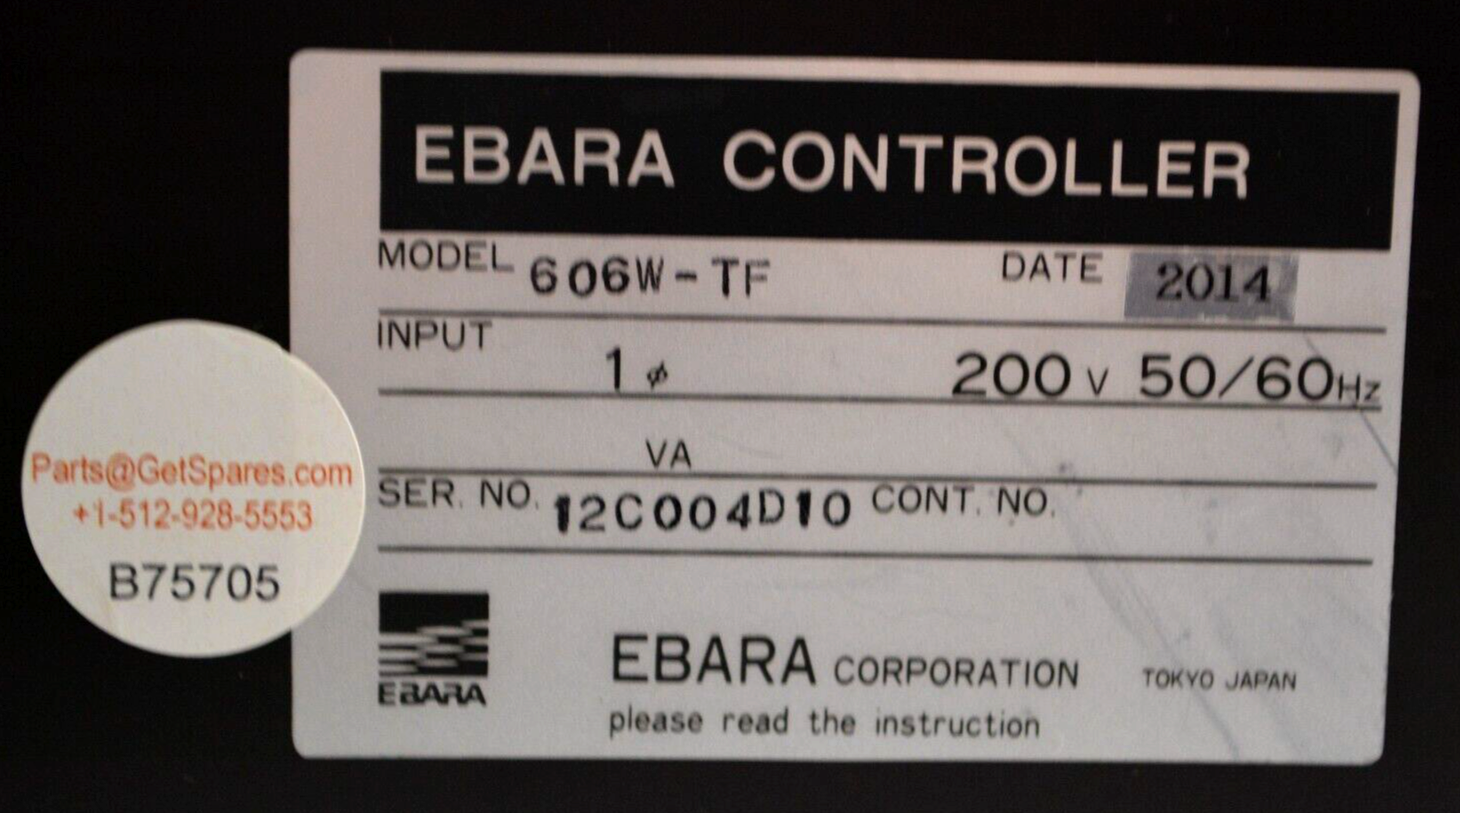 EBARA CONTROLLER
MODEL 606W-TF DATE 2014
INPUT 1ø 200V 50/60Hz
VA
SER. NO. 12C004D10 CONT. NO.
EBARA
EBARA CORPORATION TOKYO JAPAN
please read the instruction
Parts@GetSpares.com
+1-512-928-5553
B75705